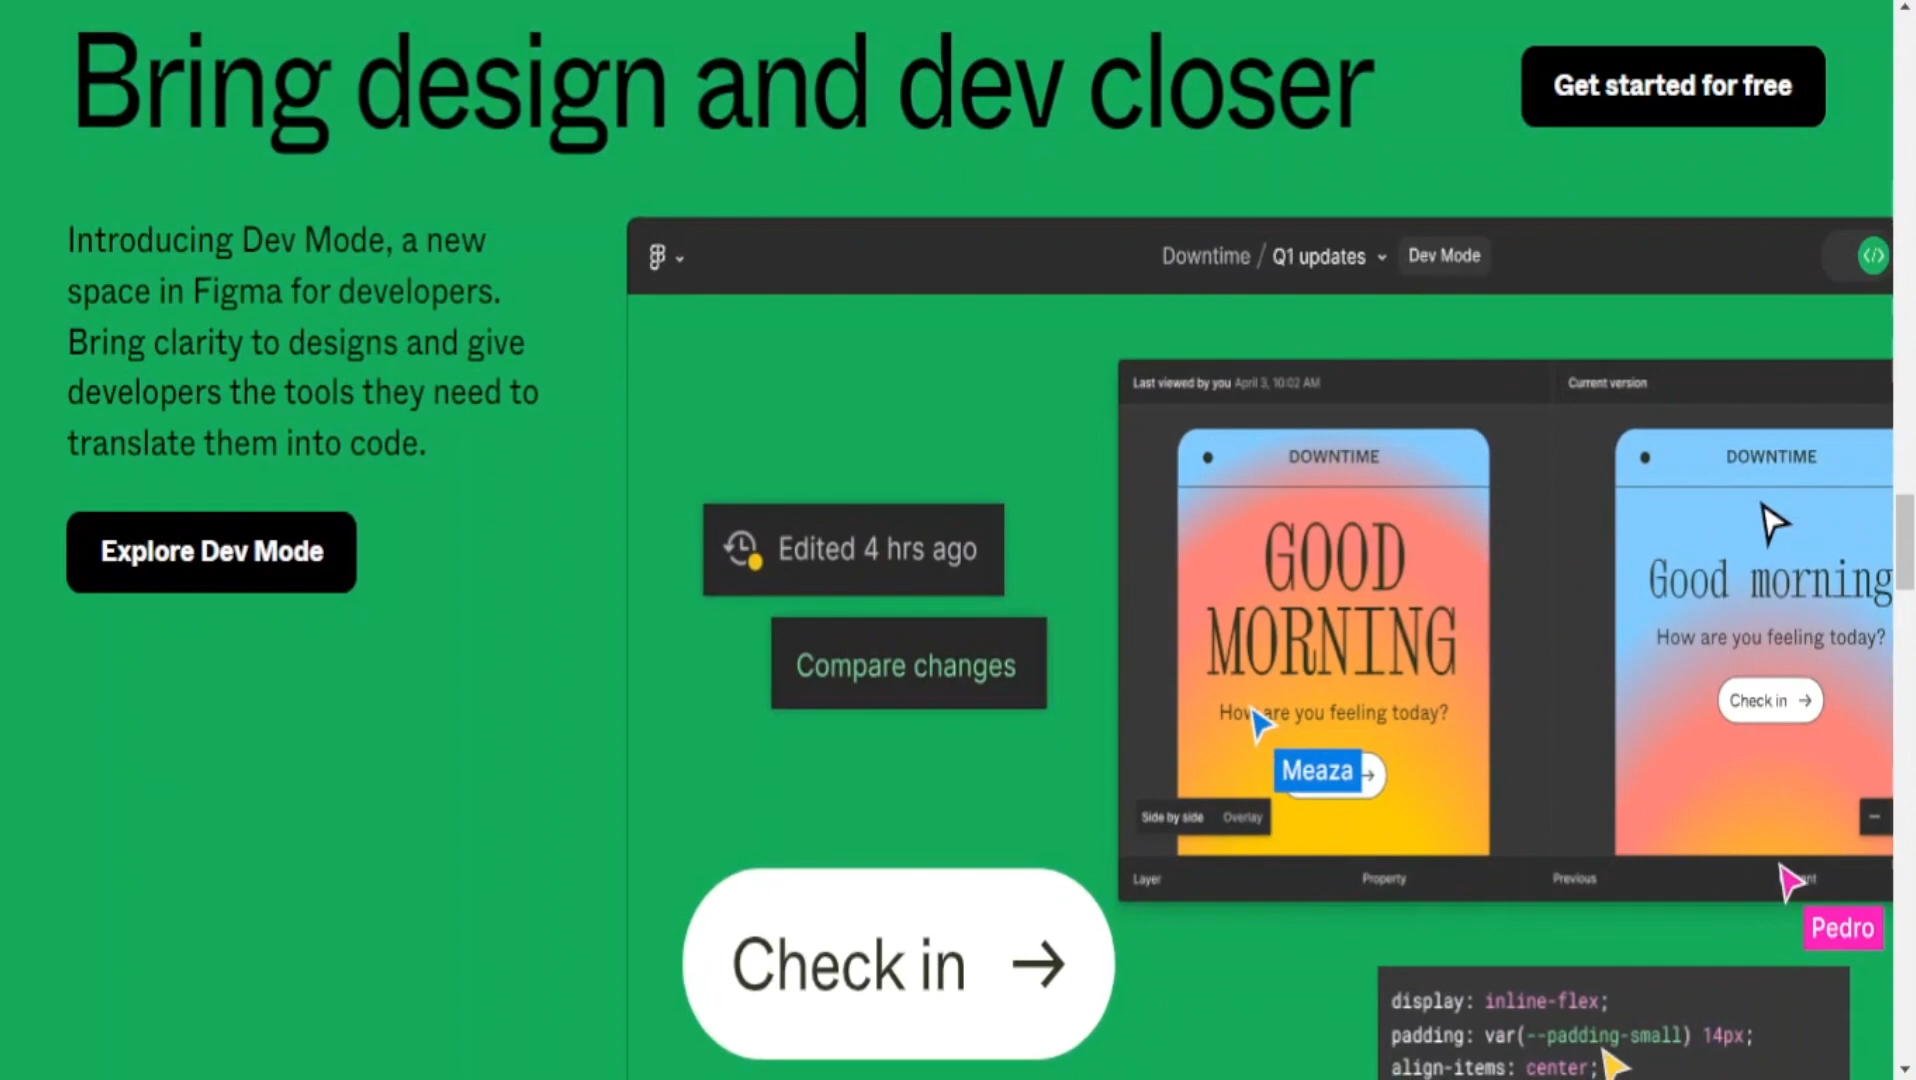 Bring design and dev closer
Get started for free
Introducing Dev Mode, a new
space in Figma for developers.
Bring clarity to designs and give
developers the tools they need to
translate them into code.
Explore Dev Mode
Downtime / Q1 updates
Dev Mode
</>
Last viewed by you April 3, 10:02 AM
Current version
DOWNTIME
GOOD
MORNING
How are you feeling today?
Meaza
Side by side Overlay
DOWNTIME
Good morning
How are you feeling today?
Check in →
Layer Property Previous
Pedro
Edited 4 hrs ago
Compare changes
Check in →
display: inline-flex;
padding: var(--padding-small) 14px;
align-items: center;